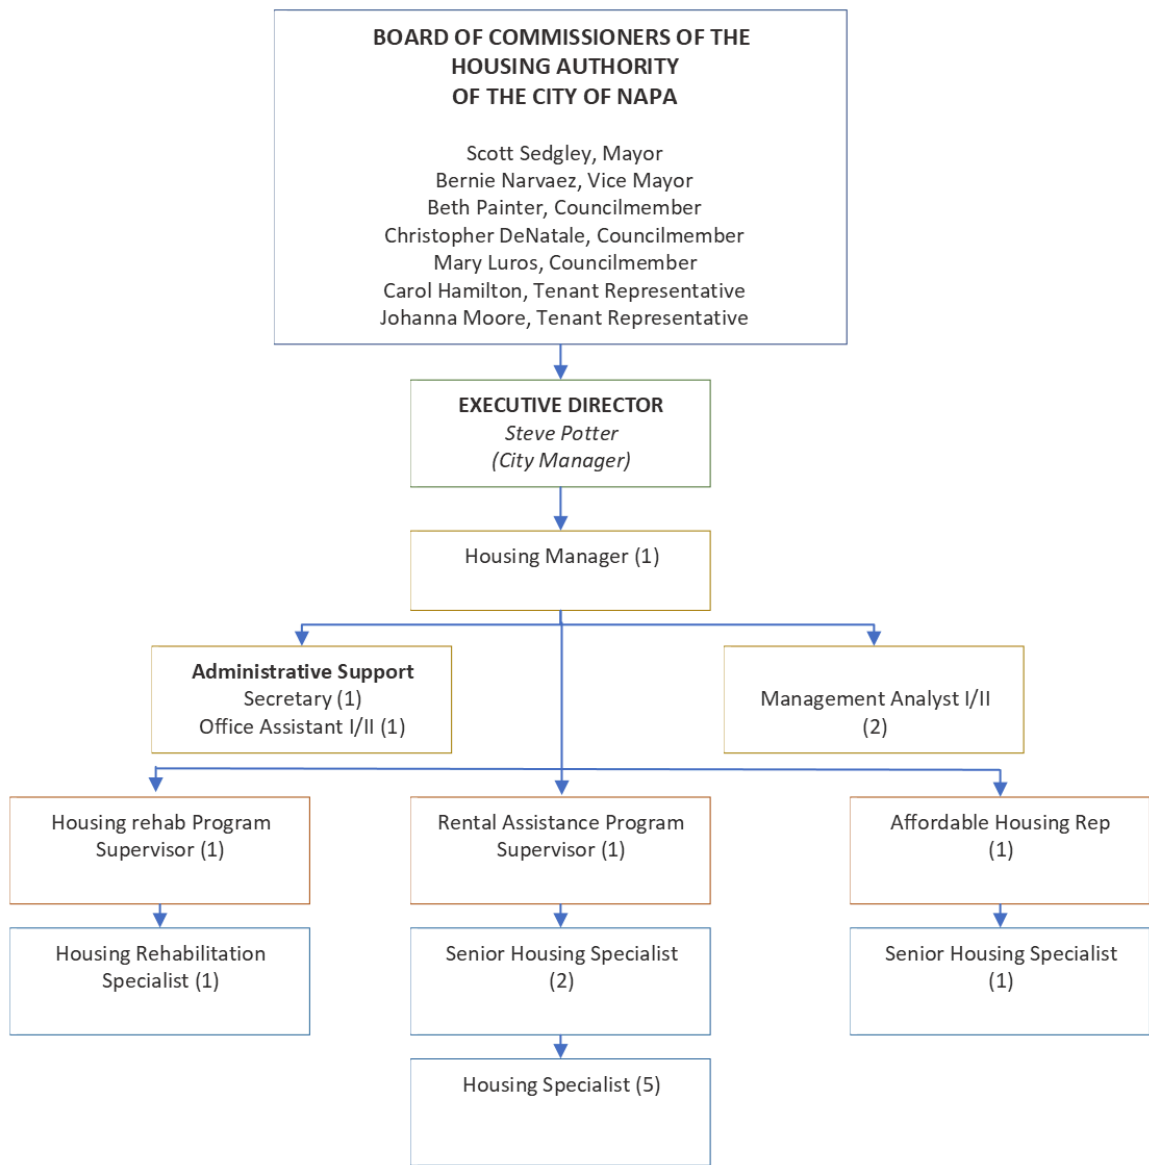 BOARD OF COMMISSIONERS OF THE
HOUSING AUTHORITY
OF THE CITY OF NAPA
Scott Sedgley, Mayor
Bernie Narvaez, Vice Mayor
Beth Painter, Councilmember
Christopher DeNatale, Councilmember
Mary Luros, Councilmember
Carol Hamilton, Tenant Representative
Johanna Moore, Tenant Representative
EXECUTIVE DIRECTOR
Steve Potter
(City Manager)
Housing Manager (1)
Administrative Support
Secretary (1)
Office Assistant I/II (1)
Management Analyst I/II
(2)
Housing rehab Program
Supervisor (1)
Rental Assistance Program
Supervisor (1)
Affordable Housing Rep
(1)
Housing Rehabilitation
Specialist (1)
Senior Housing Specialist
(2)
Senior Housing Specialist
(1)
Housing Specialist (5)